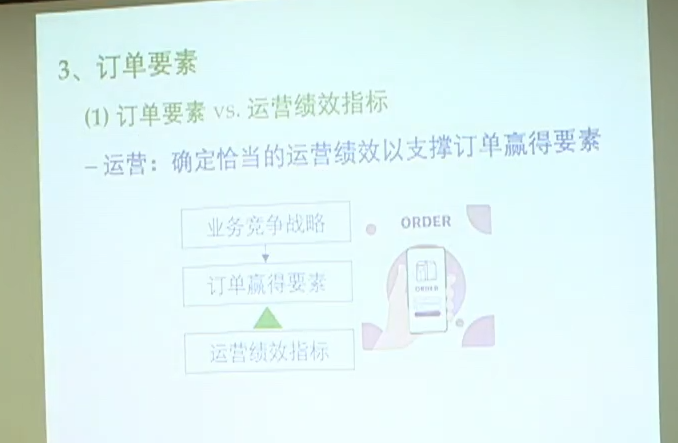 3、订单要素
(1) 订单要素 vs. 运营绩效指标
– 运营：确定恰当的运营绩效以支撑订单赢得要素
业务竞争战略
ORDER
订单赢得要素
ORDER
运营绩效指标